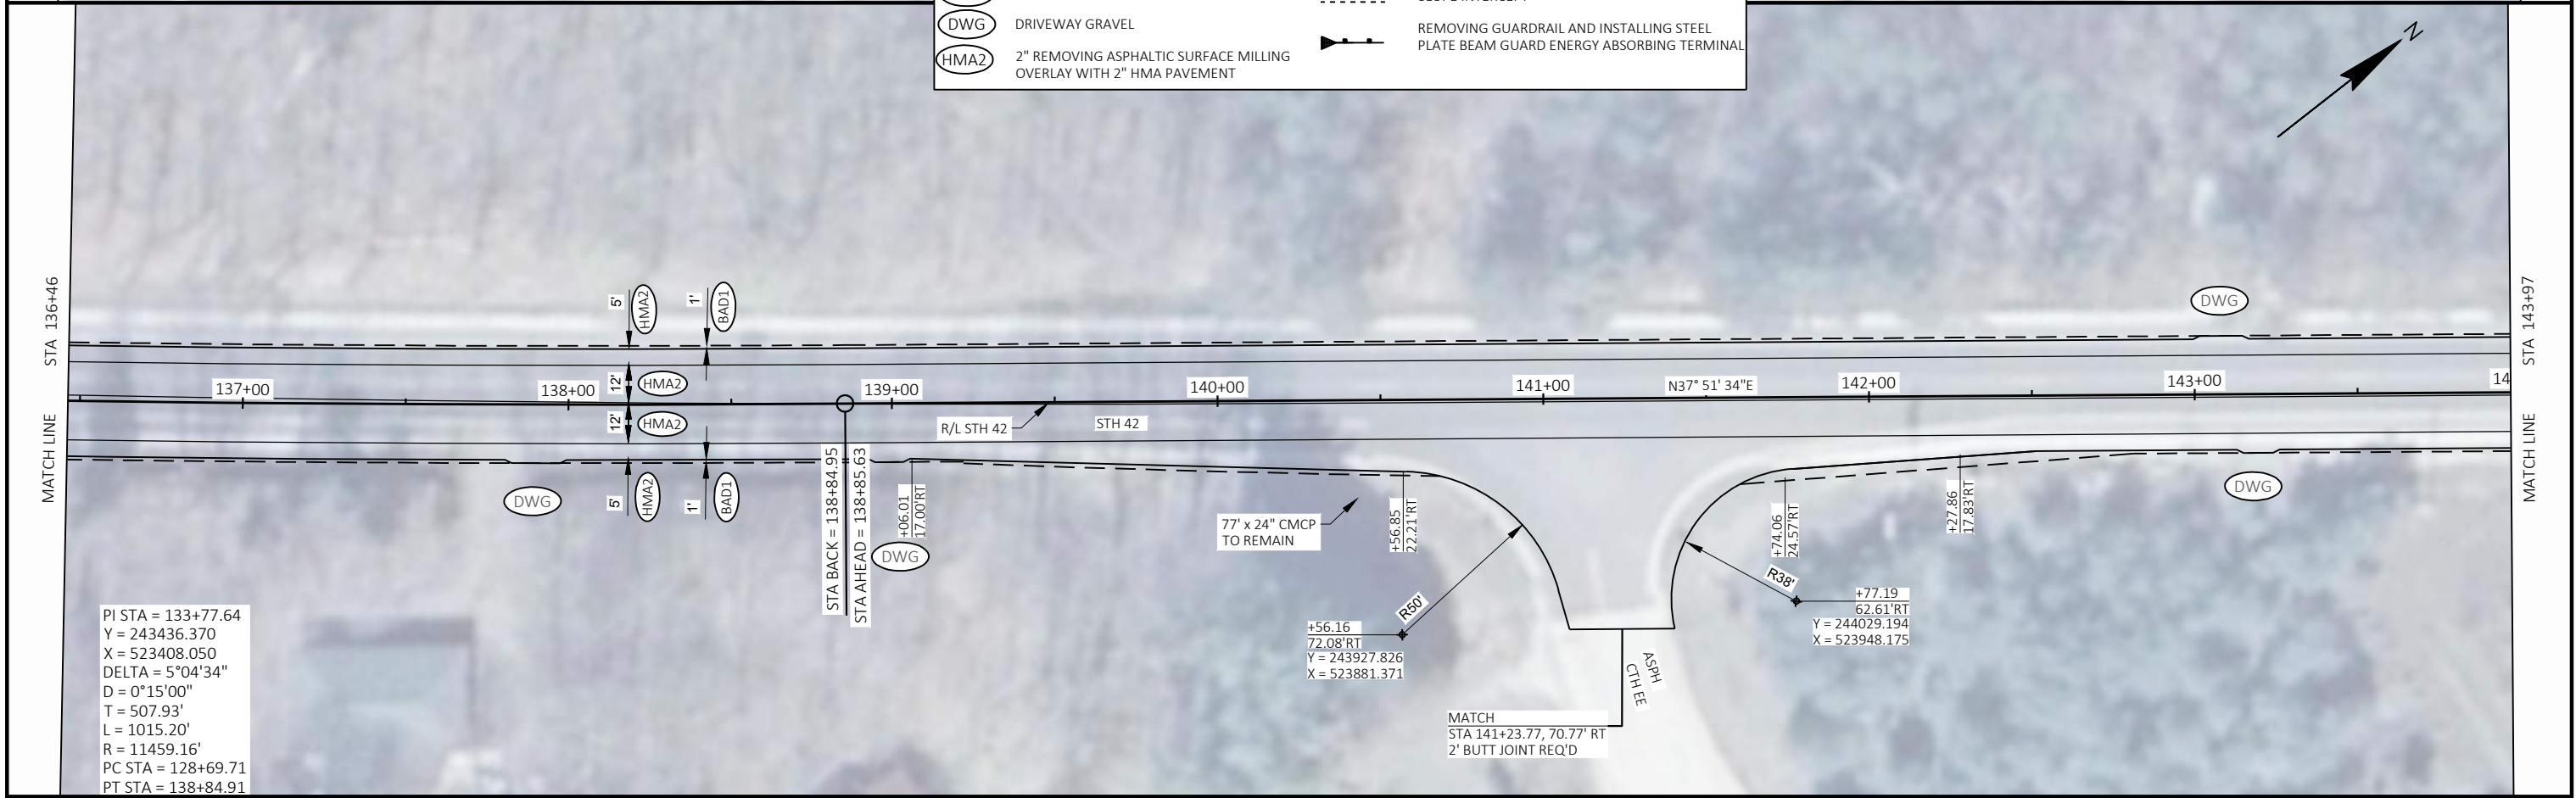 DWG DRIVEWAY GRAVEL
HMA2 2" REMOVING ASPHALTIC SURFACE MILLING
OVERLAY WITH 2" HMA PAVEMENT
REMOVING GUARDRAIL AND INSTALLING STEEL
PLATE BEAM GUARD ENERGY ABSORBING TERMINAL
N
STA 136+46
MATCH LINE
5'
HMA2
1'
BAD1
DWG
STA 143+97
MATCH LINE
137+00
138+00
12'
HMA2
139+00
140+00
141+00
N37° 51' 34"E
142+00
143+00
14
12'
HMA2
R/L STH 42
STH 42
DWG
5'
HMA2
1'
BAD1
STA BACK = 138+84.95
STA AHEAD = 138+85.63
+06.01
17.00'RT
DWG
77' x 24" CMCP
TO REMAIN
+56.85
22.21'RT
+74.06
24.57'RT
+27.86
17.83'RT
DWG
R50'
R38'
+56.16
72.08'RT
Y = 243927.826
X = 523881.371
+77.19
62.61'RT
Y = 244029.194
X = 523948.175
ASPH
CTH EE
MATCH
STA 141+23.77, 70.77' RT
2' BUTT JOINT REQ'D
PI STA = 133+77.64
Y = 243436.370
X = 523408.050
DELTA = 5°04'34"
D = 0°15'00"
T = 507.93'
L = 1015.20'
R = 11459.16'
PC STA = 128+69.71
PT STA = 138+84.91